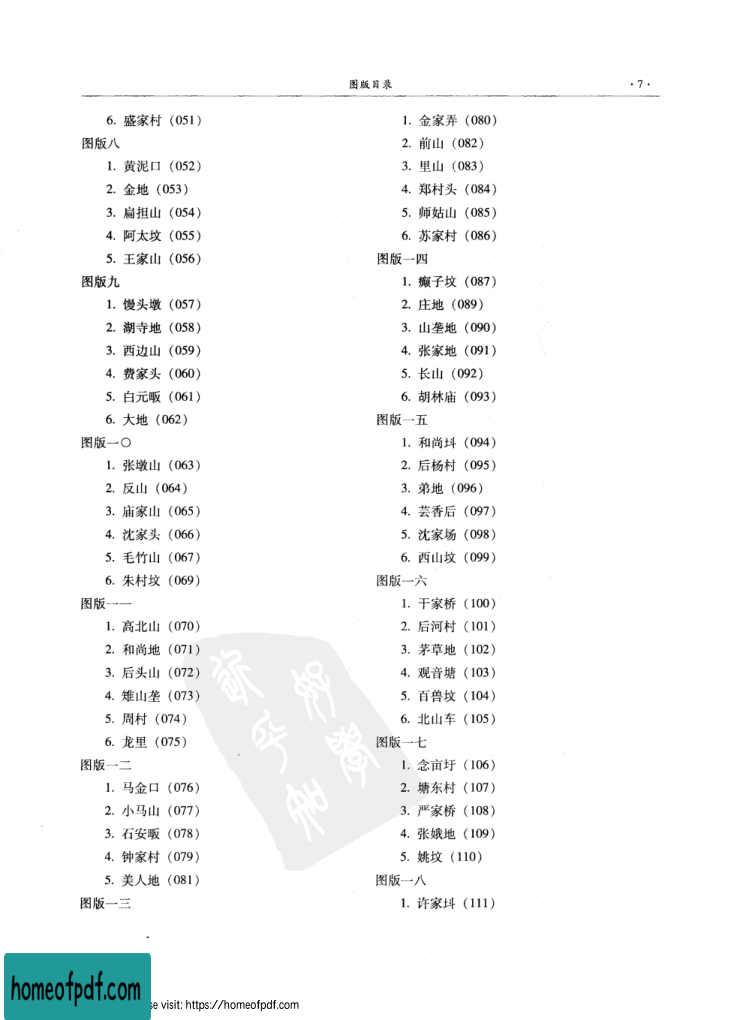 图版目录
·7·
6. 盛家村（051）
图版八
1. 黄泥口（052）
2. 金地（053）
3. 扁担山（054）
4. 阿太坟（055）
5. 王家山（056）
图版九
1. 馒头墩（057）
2. 湖寺地（058）
3. 西边山（059）
4. 费家头（060）
5. 白元畈（061）
6. 大地（062）
图版一〇
1. 张墩山（063）
2. 反山（064）
3. 庙家山（065）
4. 沈家头（066）
5. 毛竹山（067）
6. 朱村坟（069）
图版一一
1. 高北山（070）
2. 和尚地（071）
3. 后头山（072）
4. 雉山垄（073）
5. 周村（074）
6. 龙里（075）
图版一二
1. 马金口（076）
2. 小马山（077）
3. 石安畈（078）
4. 钟家村（079）
5. 美人地（081）
图版一三
1. 金家弄（080）
2. 前山（082）
3. 里山（083）
4. 郑村头（084）
5. 师姑山（085）
6. 苏家村（086）
图版一四
1. 癞子坟（087）
2. 庄地（089）
3. 山垄地（090）
4. 张家地（091）
5. 长山（092）
6. 胡林庙（093）
图版一五
1. 和尚㘰（094）
2. 后杨村（095）
3. 弟地（096）
4. 芸香后（097）
5. 沈家场（098）
6. 西山坟（099）
图版一六
1. 干家桥（100）
2. 后河村（101）
3. 茅草地（102）
4. 观音塘（103）
5. 百兽坟（104）
6. 北山车（105）
图版一七
1. 念亩圩（106）
2. 塘东村（107）
3. 严家桥（108）
4. 张娥地（109）
5. 姚坟（110）
图版一八
1. 许家㘰（111）
homeofpdf.com
se visit: https://homeofpdf.com